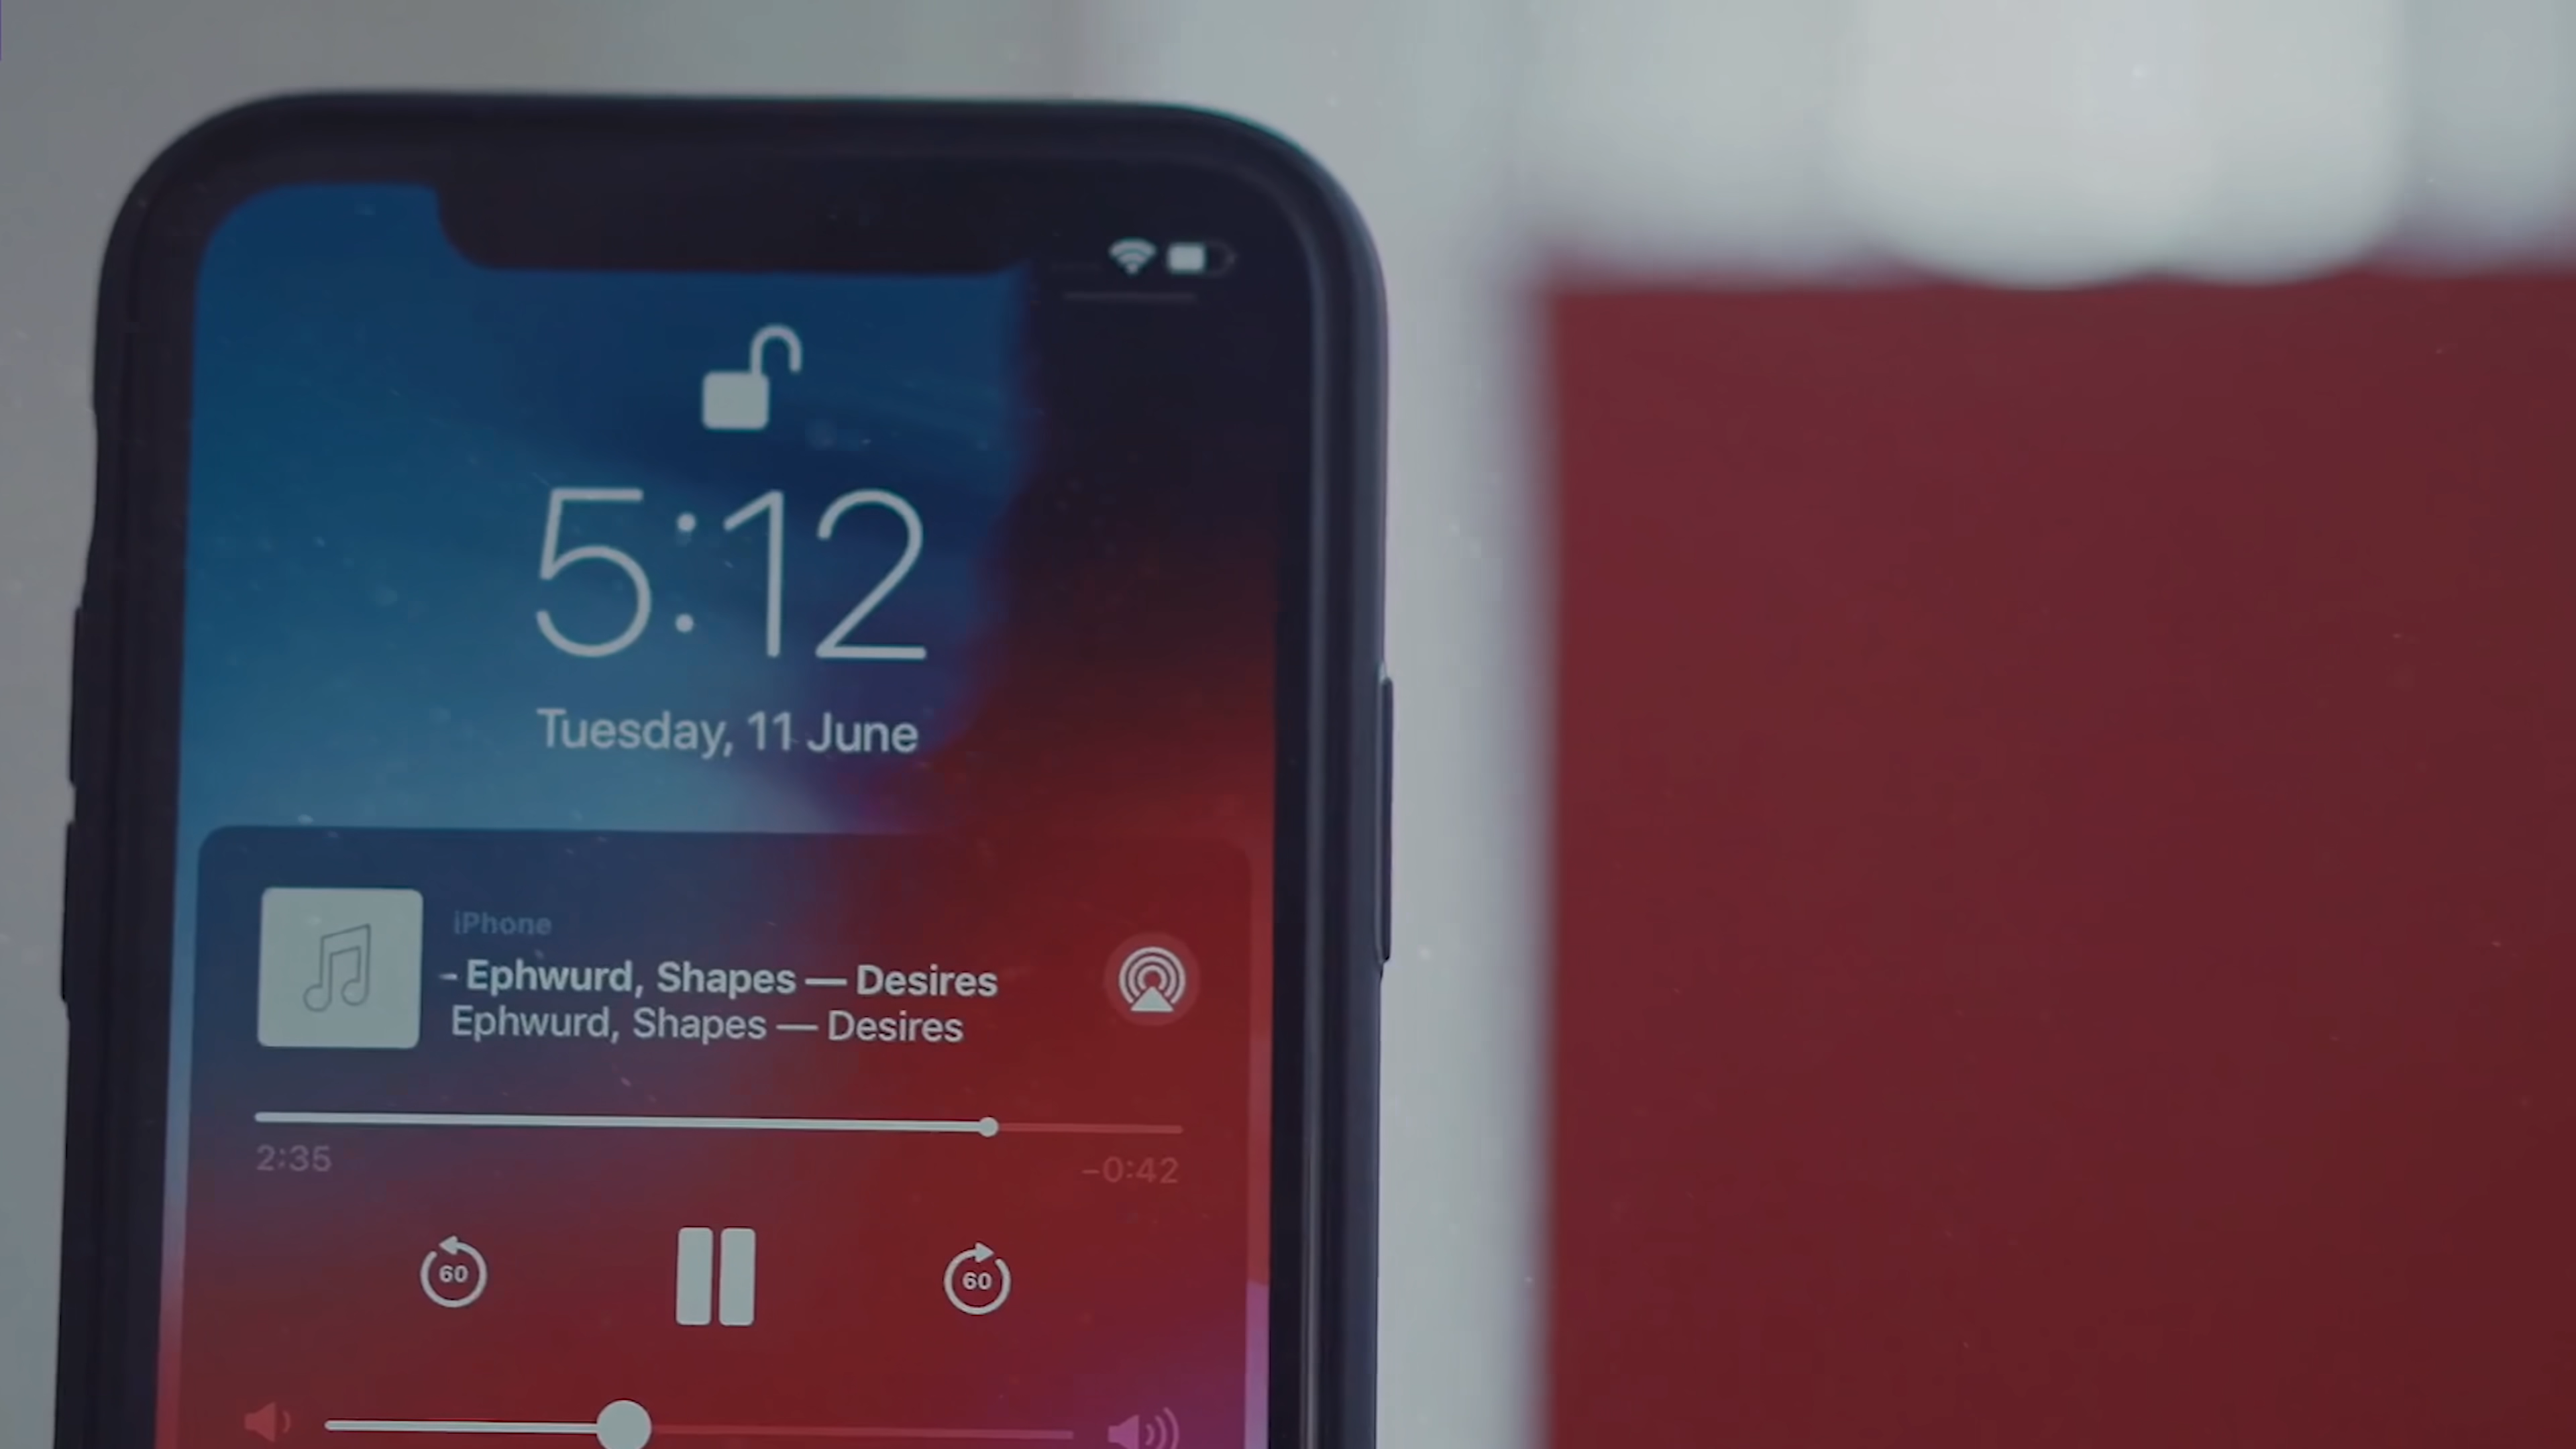 5:12
Tuesday, 11 June
iPhone
- Ephwurd, Shapes — Desires
Ephwurd, Shapes — Desires
2:35
-0:42
60
60